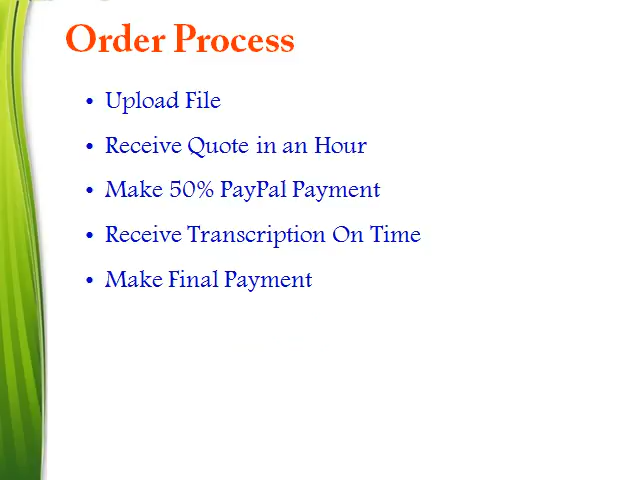 Order Process
• Upload File
• Receive Quote in an Hour
• Make 50% PayPal Payment
• Receive Transcription On Time
• Make Final Payment